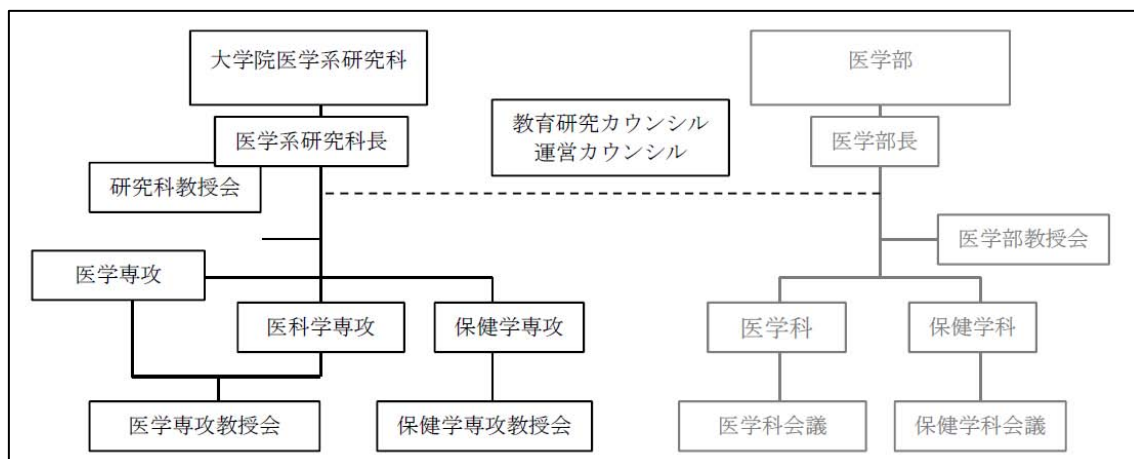 大学院医学系研究科
医学部
教育研究カウンシル
運営カウンシル
医学系研究科長
医学部長
研究科教授会
医学部教授会
医学専攻
医科学専攻
保健学専攻
医学科
保健学科
医学専攻教授会
保健学専攻教授会
医学科会議
保健学科会議